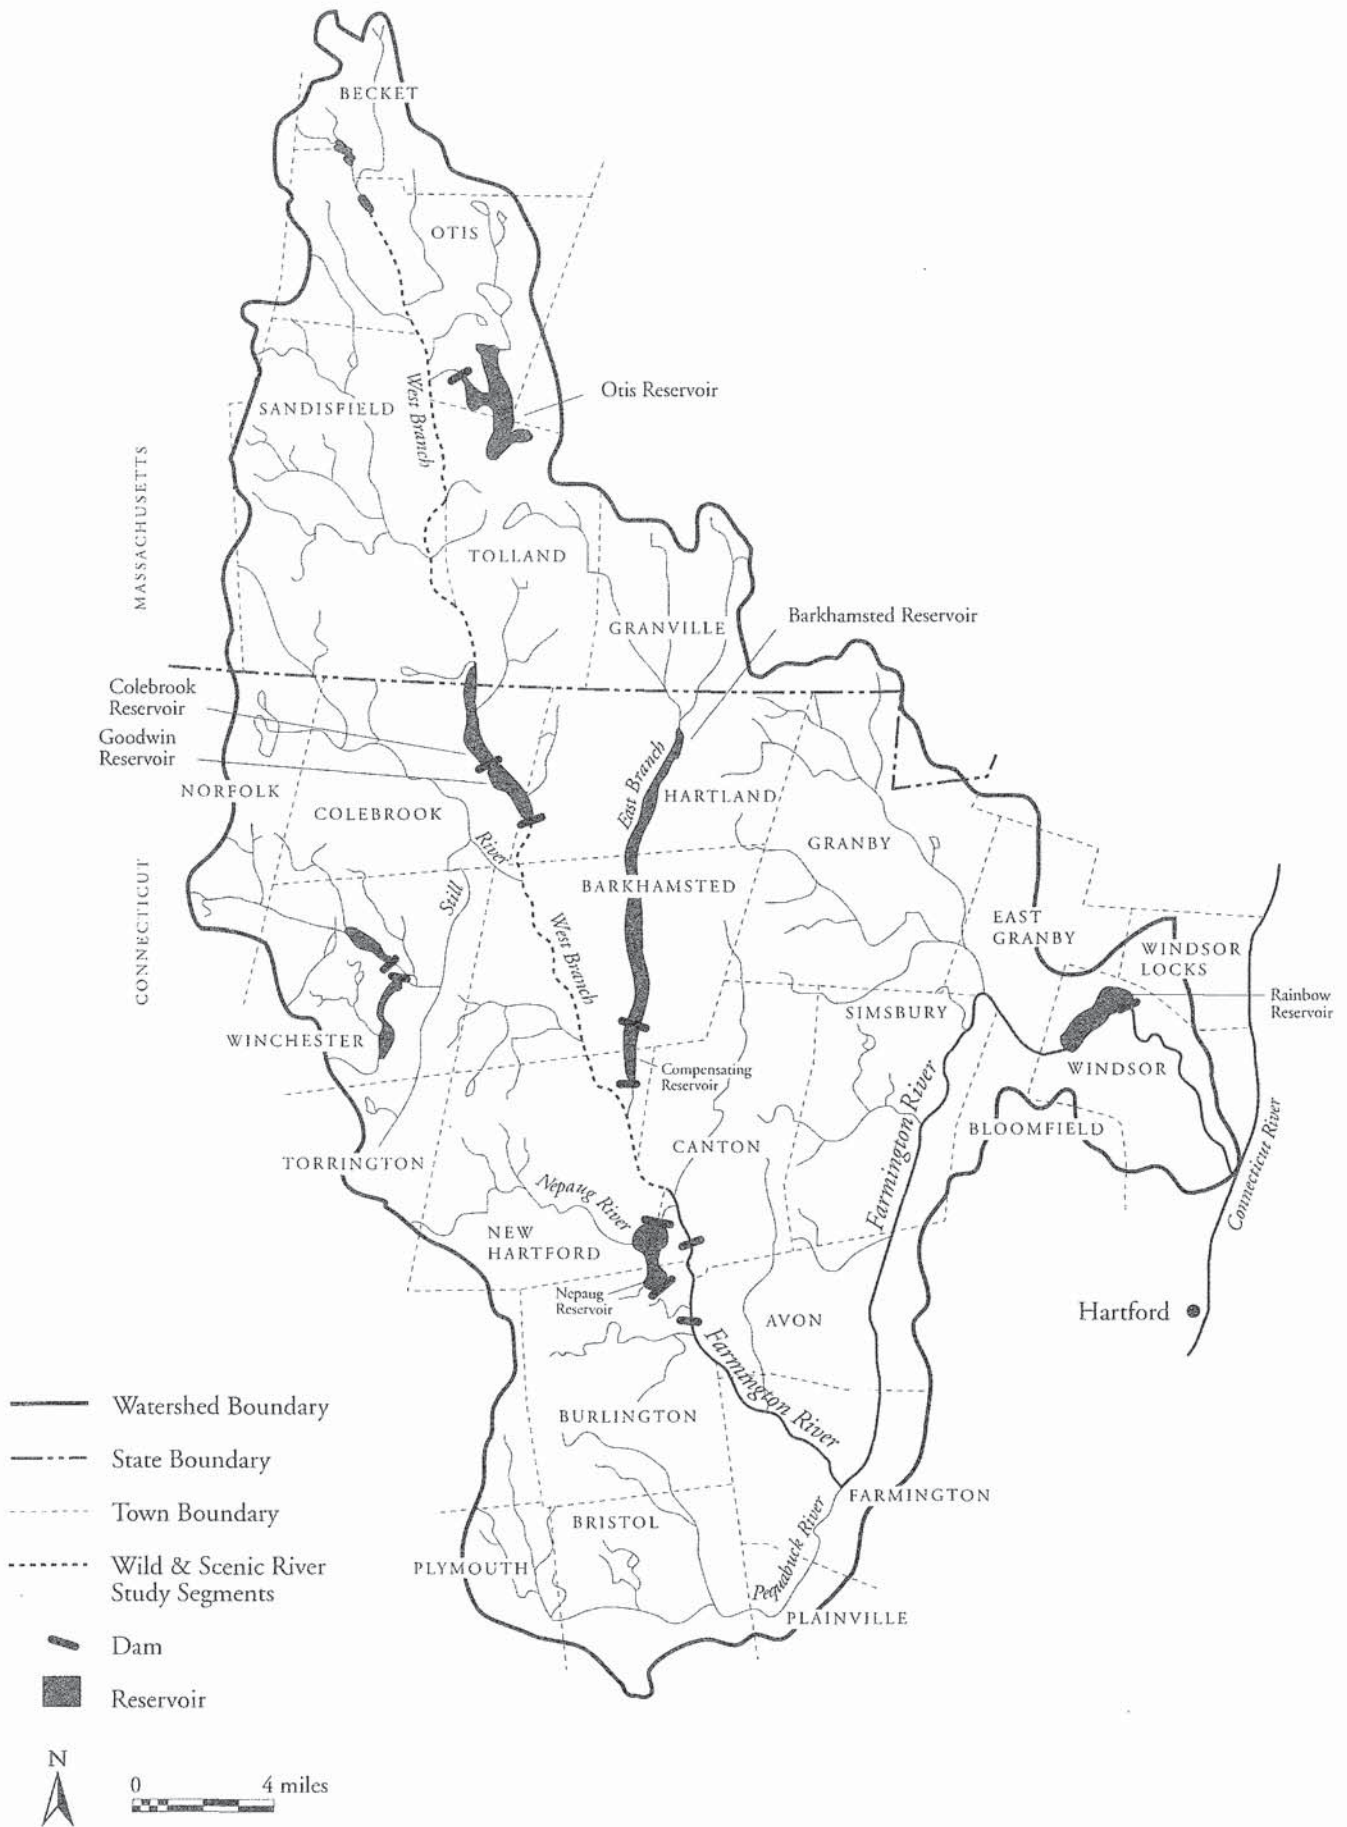 BECKET
OTIS
Otis Reservoir
West Branch
SANDISFIELD
MASSACHUSETTS
TOLLAND
GRANVILLE
Barkhamsted Reservoir
Colebrook
Reservoir
Goodwin
Reservoir
NORFOLK
COLEBROOK
East Branch
HARTLAND
GRANBY
Still
River
BARKHAMSTED
CONNECTICUT
West Branch
EAST
GRANBY
WINDSOR
LOCKS
Rainbow
Reservoir
SIMSBURY
WINCHESTER
Compensating
Reservoir
WINDSOR
Farmington River
BLOOMFIELD
Connecticut River
CANTON
TORRINGTON
Nepaug River
NEW
HARTFORD
Nepaug
Reservoir
AVON
Hartford
Farmington River
BURLINGTON
FARMINGTON
BRISTOL
Pequabuck River
PLYMOUTH
PLAINVILLE
Watershed Boundary
State Boundary
Town Boundary
Wild & Scenic River
Study Segments
Dam
Reservoir
N
0 4 miles